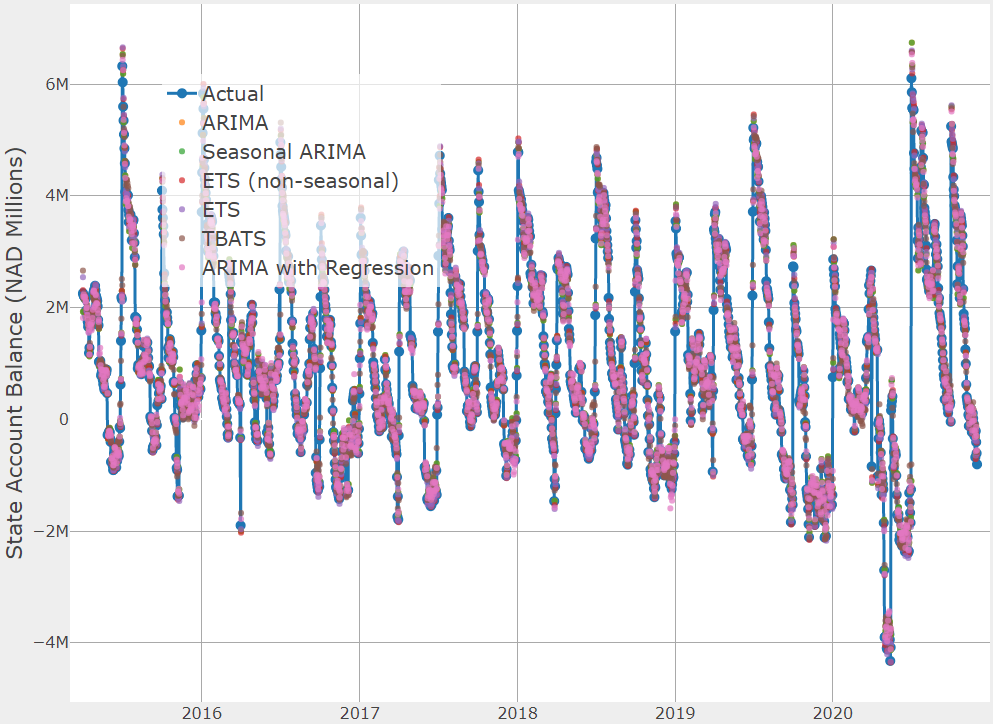 State Account Balance (NAD Millions)
6M
4M
2M
0
−2M
−4M
Actual
ARIMA
Seasonal ARIMA
ETS (non-seasonal)
ETS
TBATS
ARIMA with Regression
2016
2017
2018
2019
2020